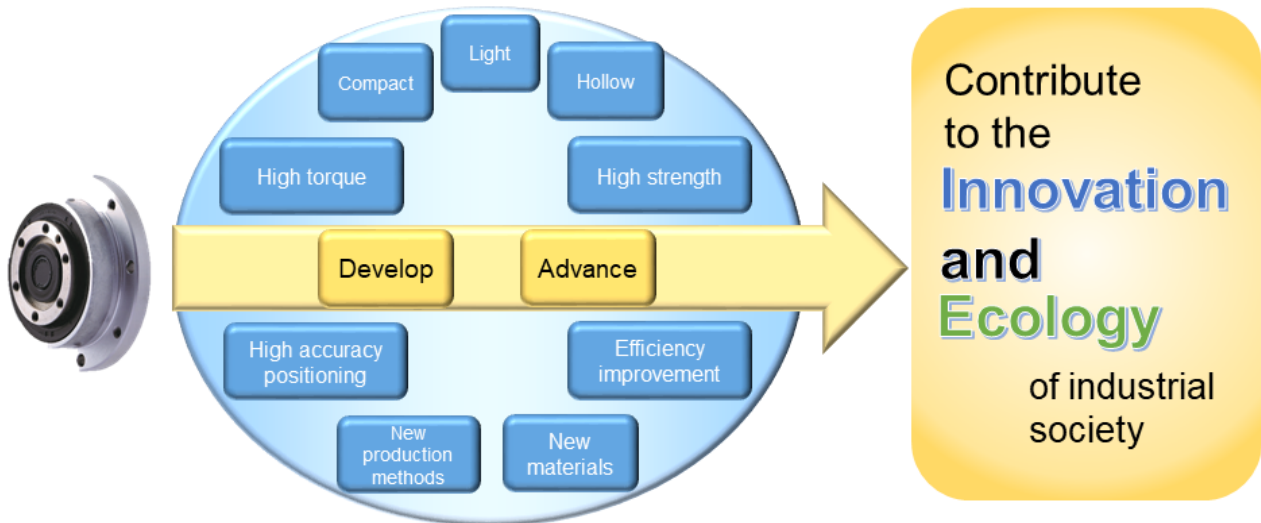 Light
Compact
Hollow
High torque
High strength
Develop
Advance
High accuracy
positioning
Efficiency
improvement
New
production
methods
New
materials
Contribute
to the
Innovation
and
Ecology
of industrial
society